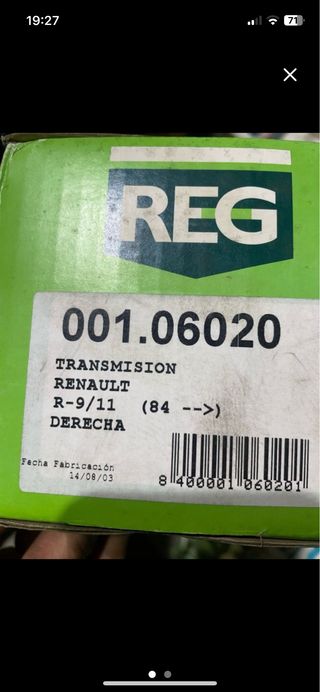 19:27
71
REG
001.06020
TRANSMISION
RENAULT
R-9/11 (84 -->)
DERECHA
Facha Fabricación
14/08/03
8 400001 060201